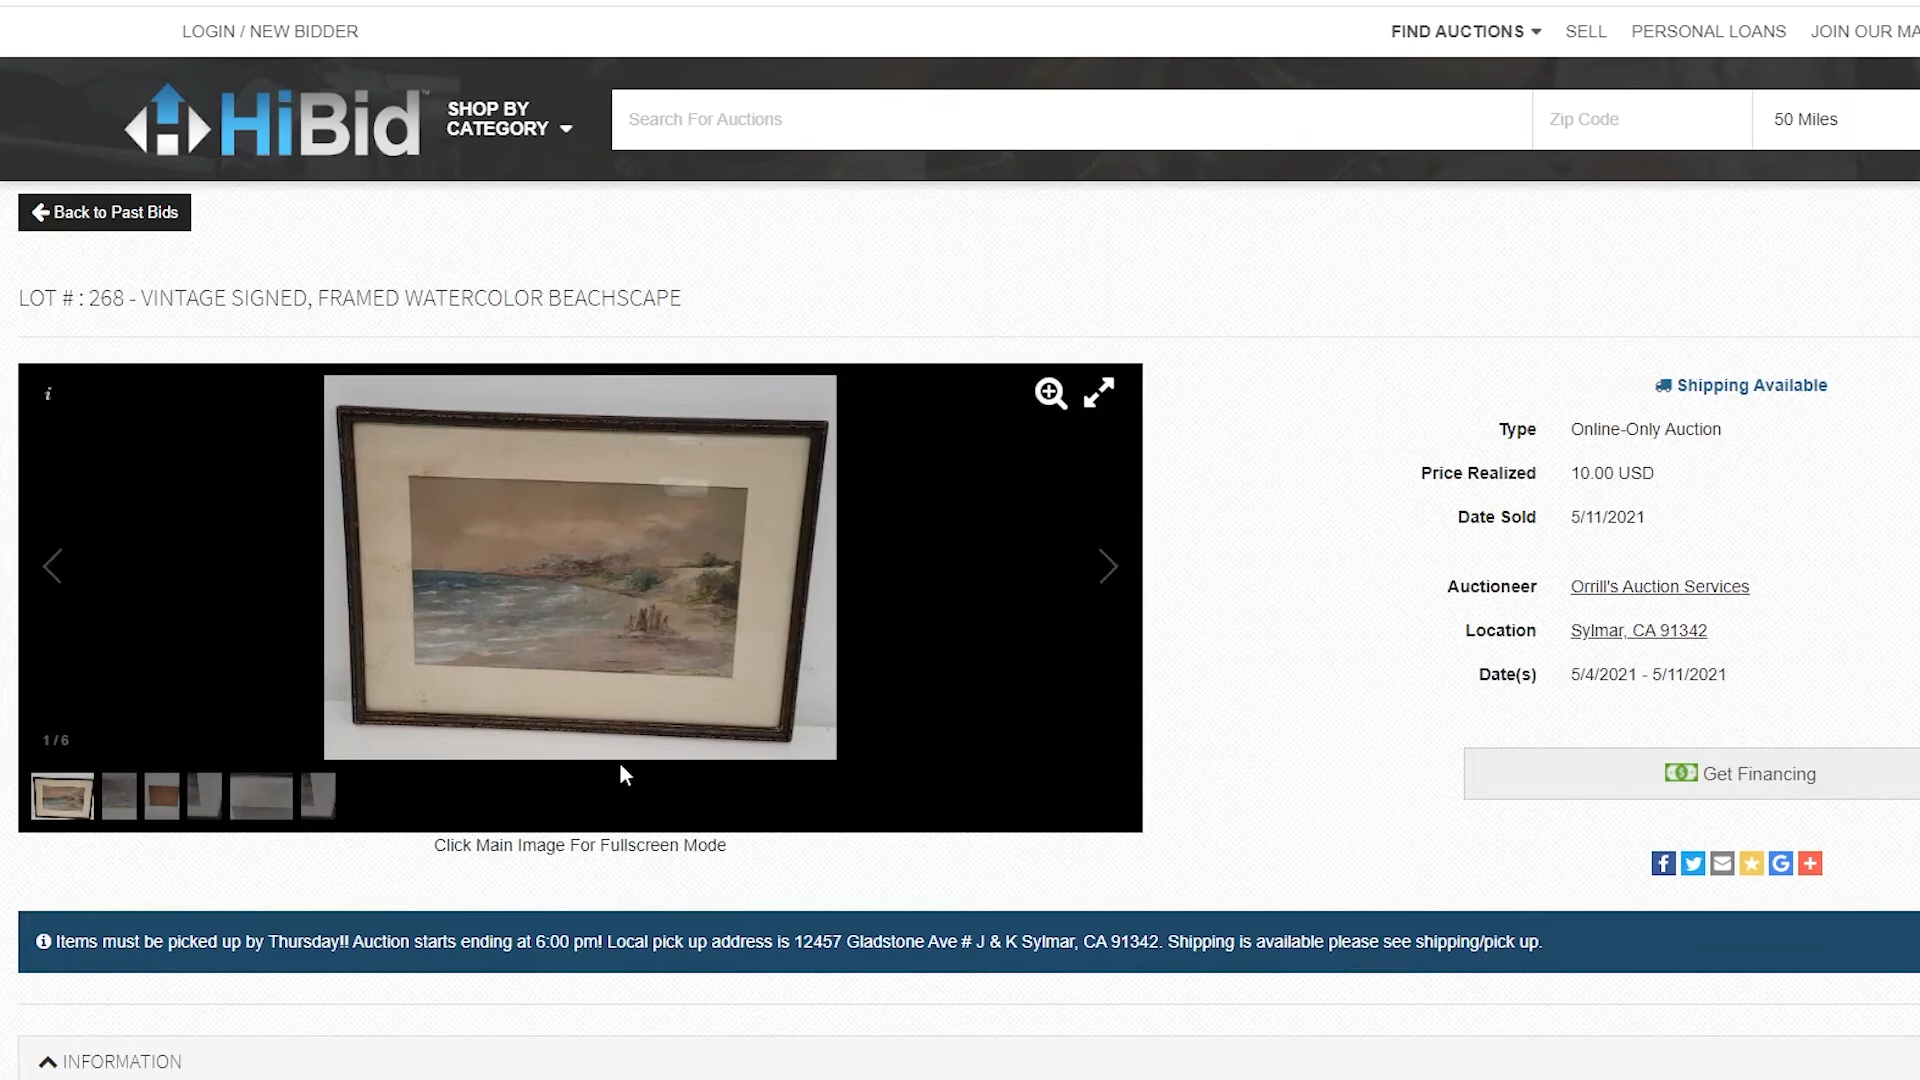 LOGIN / NEW BIDDER
FIND AUCTIONS
SELL
PERSONAL LOANS
JOIN OUR MA
HiBid™
SHOP BY
CATEGORY
Search For Auctions
Zip Code
50 Miles
Back to Past Bids
LOT # : 268 - VINTAGE SIGNED, FRAMED WATERCOLOR BEACHSCAPE
i
1 / 6
Click Main Image For Fullscreen Mode
Shipping Available
Type Online-Only Auction
Price Realized 10.00 USD
Date Sold 5/11/2021
Auctioneer Orrill's Auction Services
Location Sylmar, CA 91342
Date(s) 5/4/2021 - 5/11/2021
Get Financing
Items must be picked up by Thursday!! Auction starts ending at 6:00 pm! Local pick up address is 12457 Gladstone Ave # J & K Sylmar, CA 91342. Shipping is available please see shipping/pick up.
INFORMATION